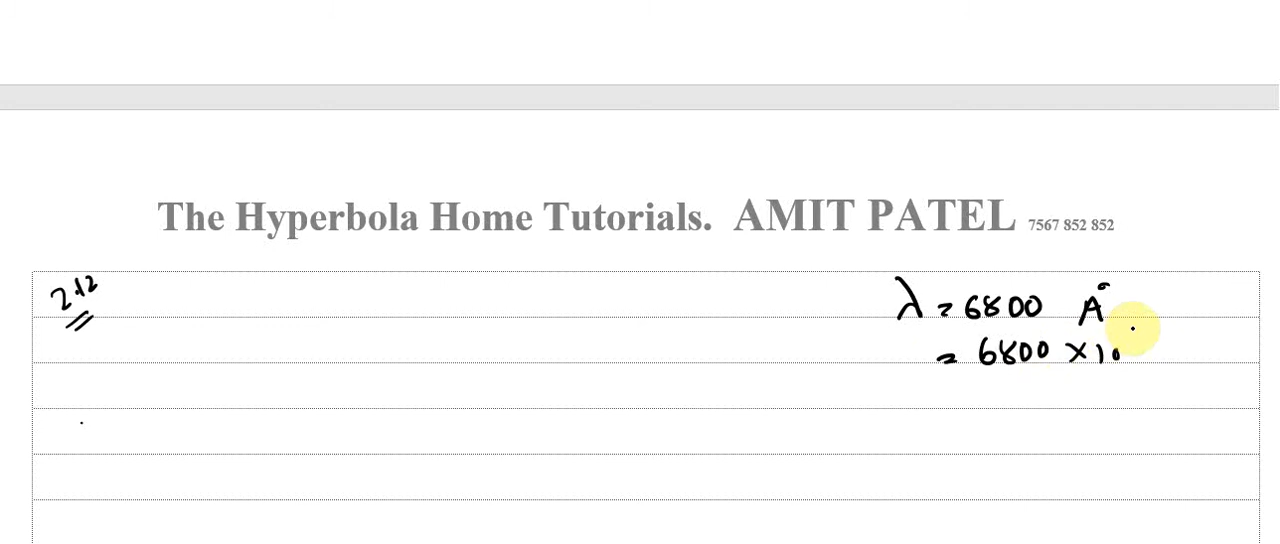 The Hyperbola Home Tutorials. AMIT PATEL 7567 852 852
2.12
λ = 6800 A°
= 6800 × 10